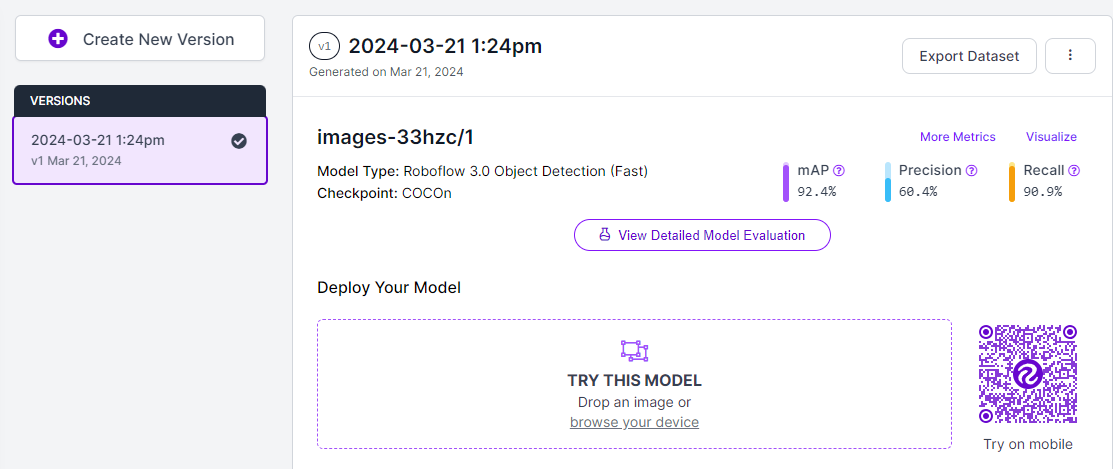 Create New Version
VERSIONS
2024-03-21 1:24pm
v1 Mar 21, 2024
v1 2024-03-21 1:24pm
Generated on Mar 21, 2024
Export Dataset
images-33hzc/1
More Metrics Visualize
Model Type: Roboflow 3.0 Object Detection (Fast)
Checkpoint: COCOn
mAP Precision Recall
92.4% 60.4% 90.9%
View Detailed Model Evaluation
Deploy Your Model
TRY THIS MODEL
Drop an image or
browse your device
Try on mobile